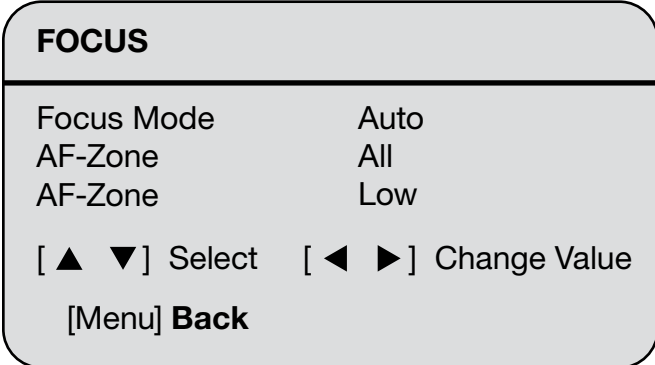 FOCUS
Focus Mode Auto
AF-Zone All
AF-Zone Low
[ ▲ ▼ ] Select [ ◀ ▶ ] Change Value
[Menu] Back